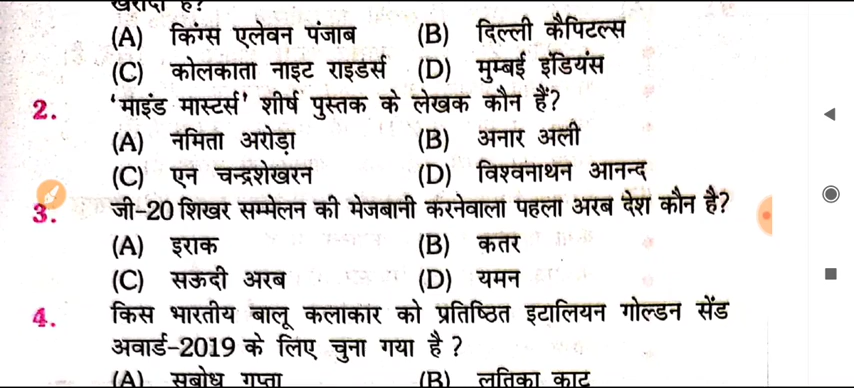 खरीदा है?
(A) किंग्स एलेवन पंजाब (B) दिल्ली कैपिटल्स
(C) कोलकाता नाइट राइडर्स (D) मुम्बई इंडियंस
2. 'माइंड मास्टर्स' शीर्ष पुस्तक के लेखक कौन हैं?
(A) नमिता अरोड़ा (B) अनार अली
(C) एन चन्द्रशेखरन (D) विश्वनाथन आनन्द
3. जी-20 शिखर सम्मेलन की मेजबानी करनेवाला पहला अरब देश कौन है?
(A) इराक (B) कतर
(C) सऊदी अरब (D) यमन
4. किस भारतीय बालू कलाकार को प्रतिष्ठित इटालियन गोल्डन सेंड
अवार्ड-2019 के लिए चुना गया है ?
(A) सुबोध गुप्ता (B) लतिका काट